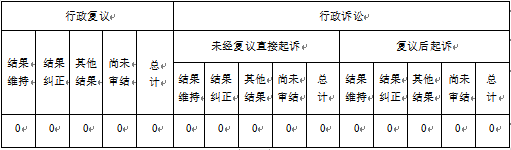 行政复议 行政诉讼
未经复议直接起诉 复议后起诉
结果维持 结果纠正 其他结果 尚未审结 总计 结果维持 结果纠正 其他结果 尚未审结 总计 结果维持 结果纠正 其他结果 尚未审结 总计
0 0 0 0 0 0 0 0 0 0 0 0 0 0 0